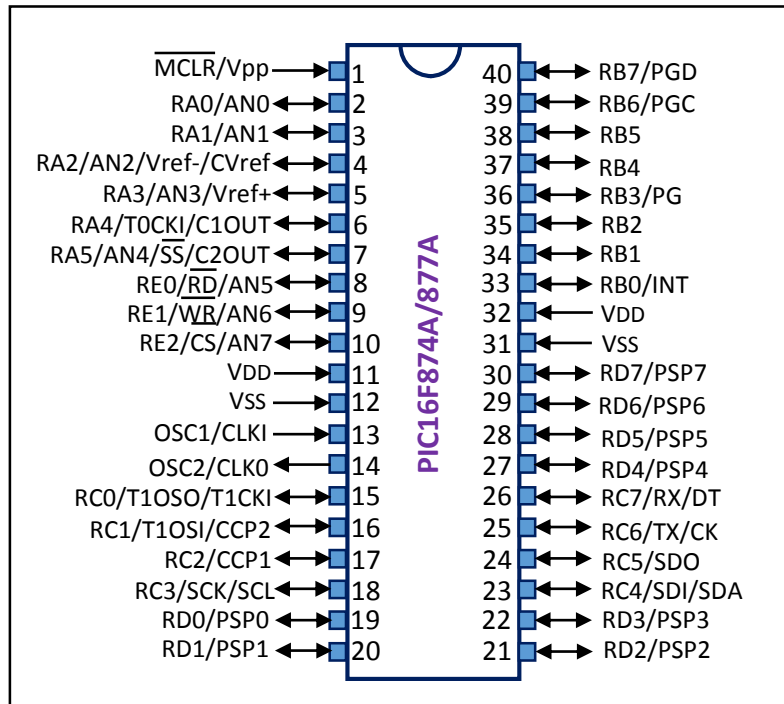 M̅C̅L̅R̅/Vpp 1 40 RB7/PGD
RA0/AN0 2 39 RB6/PGC
RA1/AN1 3 38 RB5
RA2/AN2/Vref-/CVref 4 37 RB4
RA3/AN3/Vref+ 5 36 RB3/PG
RA4/T0CKI/C1OUT 6 35 RB2
RA5/AN4/S̅S̅/C2OUT 7 34 RB1
RE0/R̅D̅/AN5 8 33 RB0/INT
RE1/W̅R̅/AN6 9 32 VDD
RE2/C̅S̅/AN7 10 31 VSS
VDD 11 30 RD7/PSP7
VSS 12 29 RD6/PSP6
OSC1/CLKI 13 28 RD5/PSP5
OSC2/CLK0 14 27 RD4/PSP4
RC0/T1OSO/T1CKI 15 26 RC7/RX/DT
RC1/T1OSI/CCP2 16 25 RC6/TX/CK
RC2/CCP1 17 24 RC5/SDO
RC3/SCK/SCL 18 23 RC4/SDI/SDA
RD0/PSP0 19 22 RD3/PSP3
RD1/PSP1 20 21 RD2/PSP2
PIC16F874A/877A